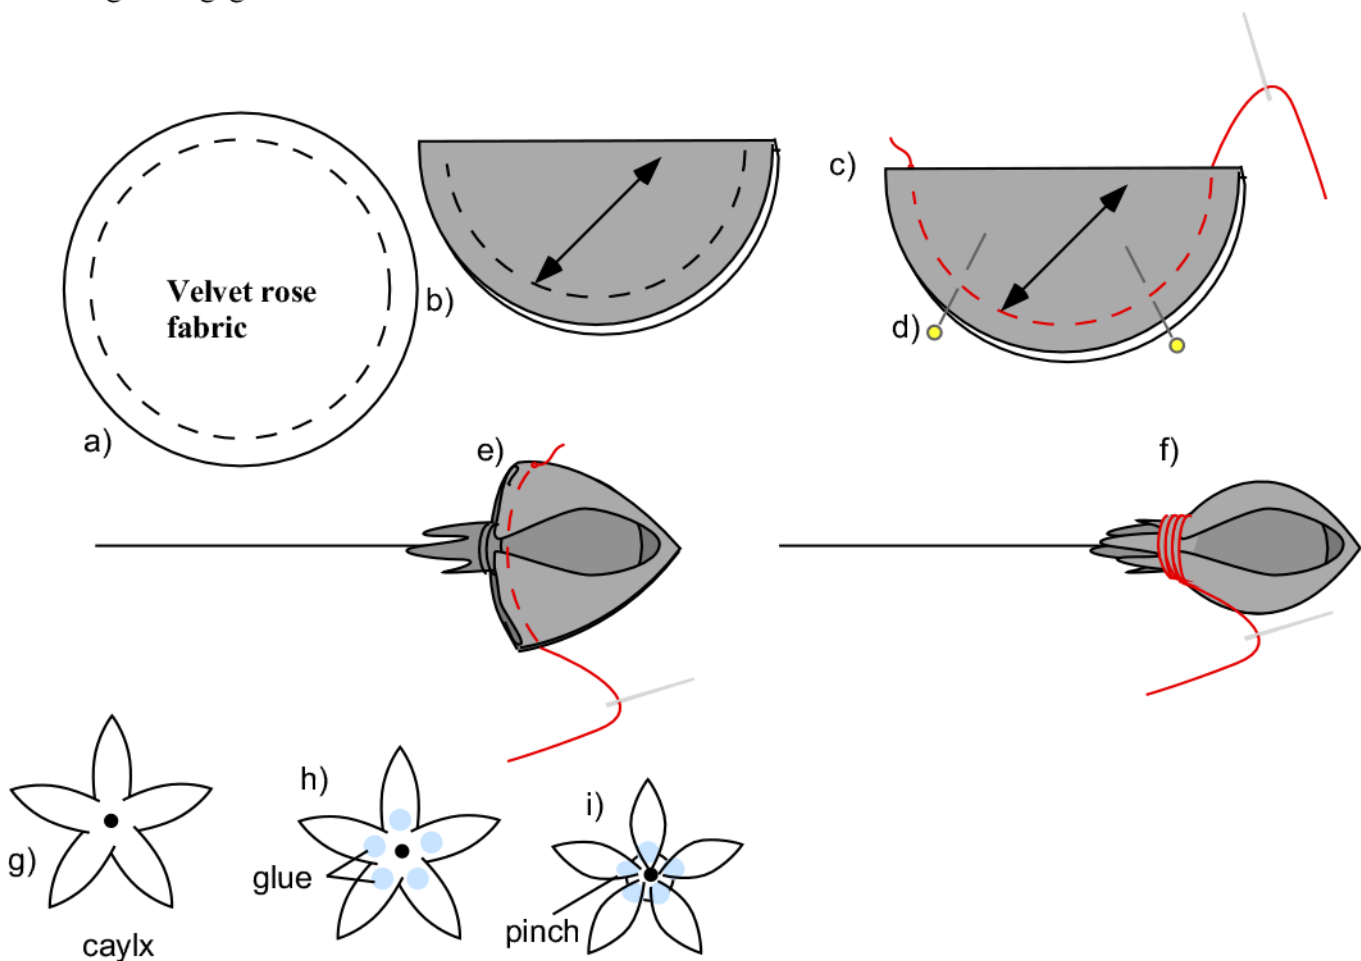 Velvet rose
fabric
a)
b)
c)
d)
e)
f)
g)
caylx
h)
glue
i)
pinch